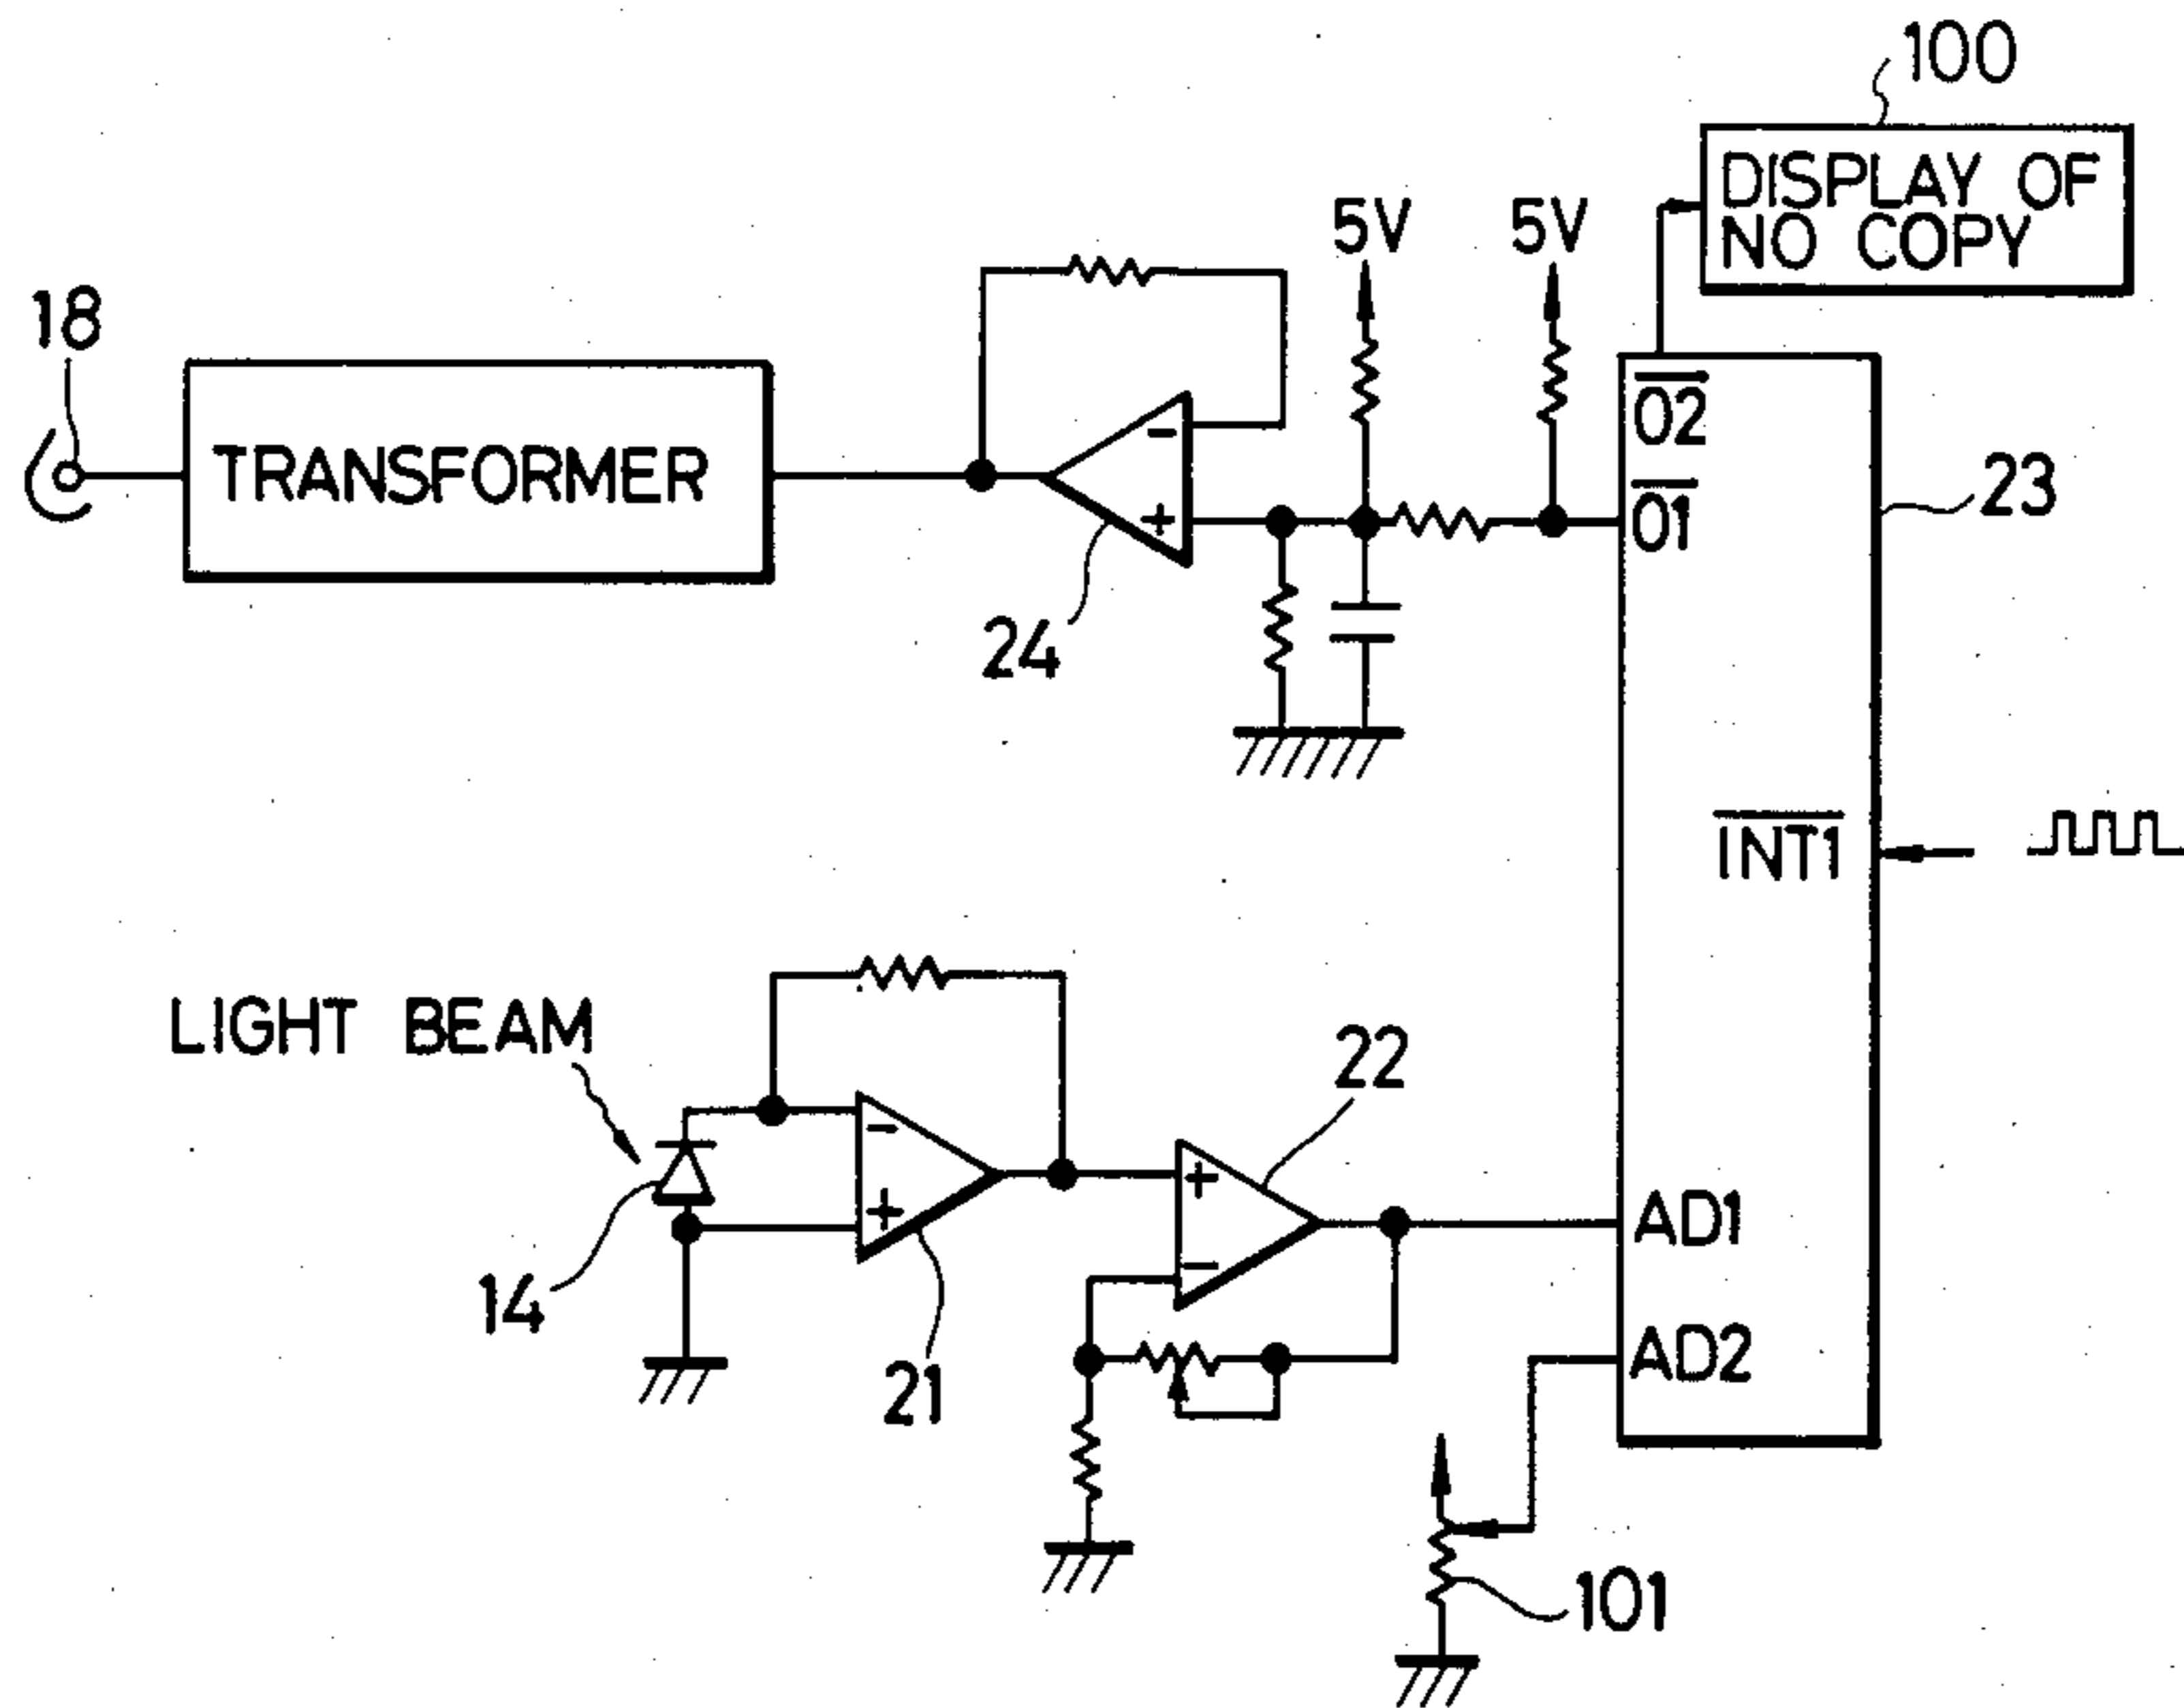 100
DISPLAY OF
NO COPY
5V 5V
18
TRANSFORMER
- 
+
24
O2
O1
23
INT1
LIGHT BEAM
22
-
+
+
-
14
21
AD1
AD2
101